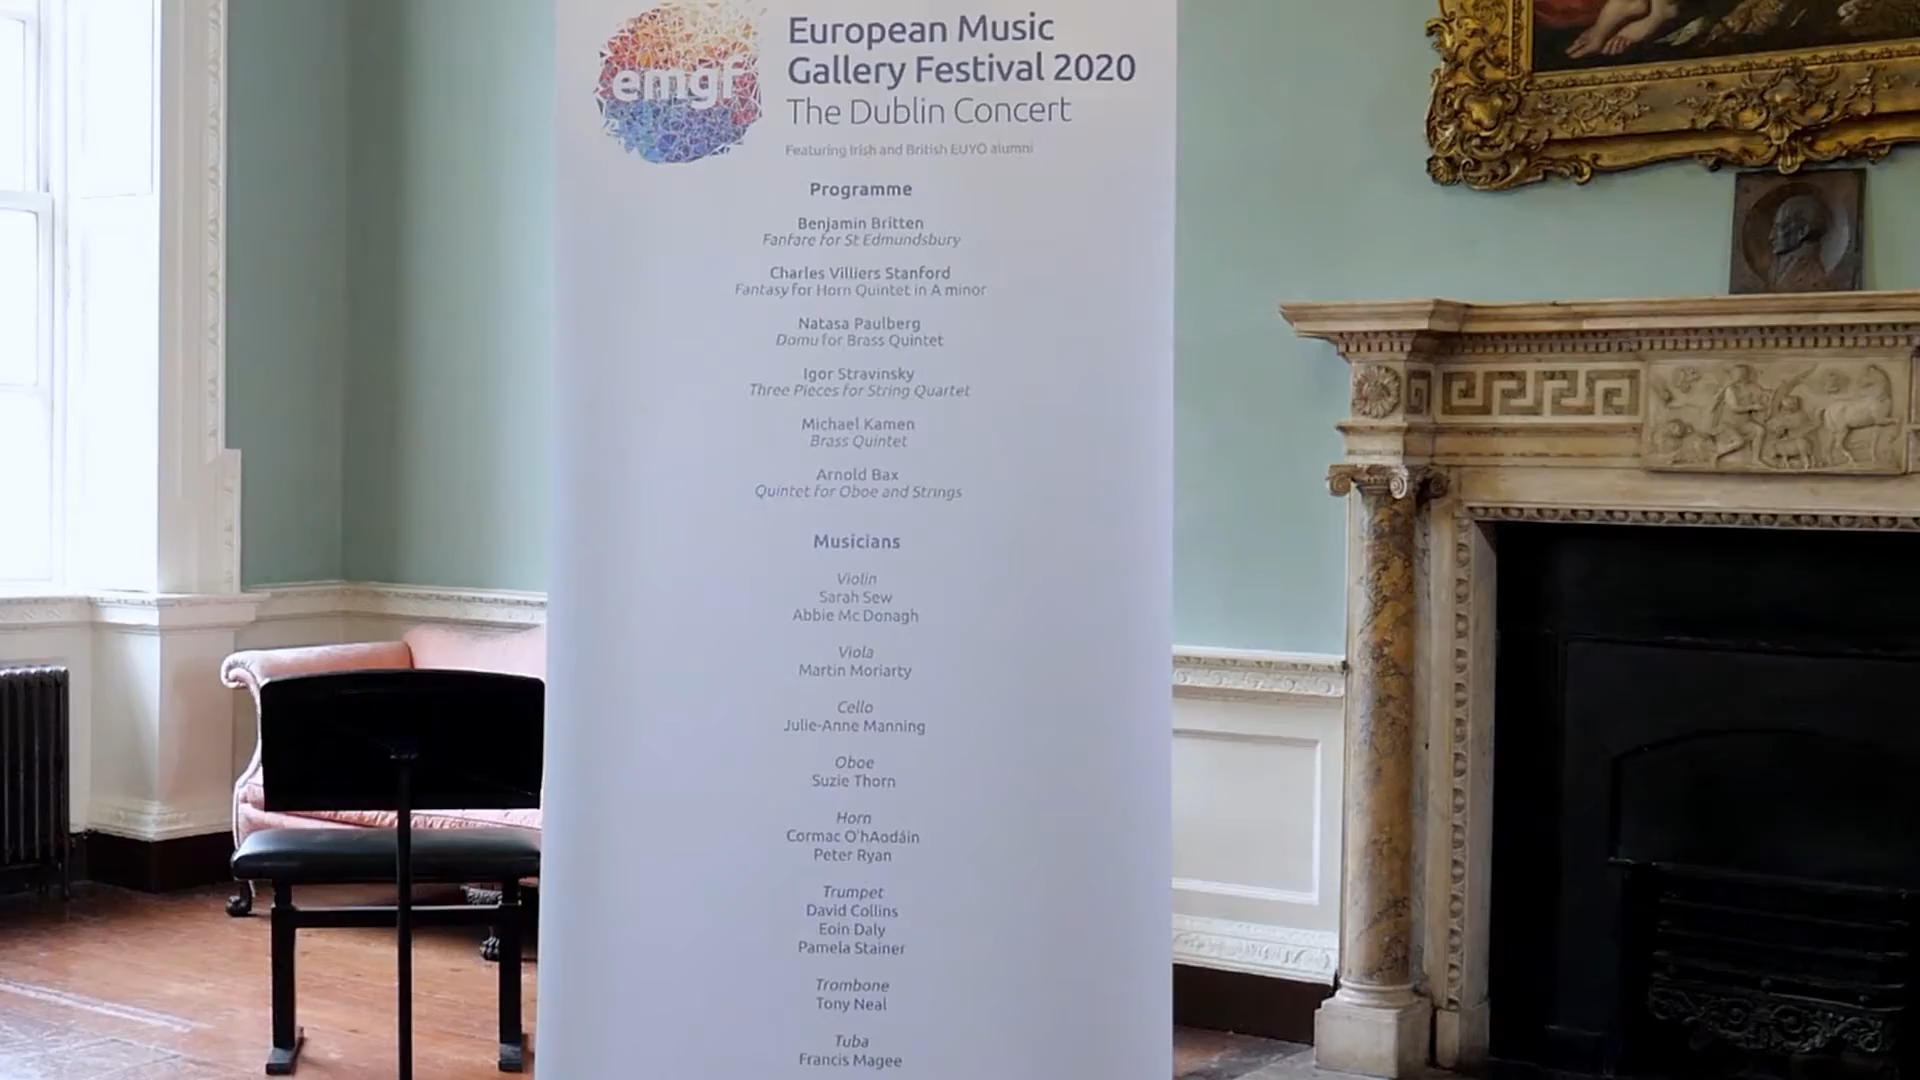 emgf
European Music
Gallery Festival 2020
The Dublin Concert
Featuring Irish and British EUYO alumni
Programme
Benjamin Britten
Fanfare for St Edmundsbury
Charles Villiers Stanford
Fantasy for Horn Quintet in A minor
Natasa Paulberg
Domu for Brass Quintet
Igor Stravinsky
Three Pieces for String Quartet
Michael Kamen
Brass Quintet
Arnold Bax
Quintet for Oboe and Strings
Musicians
Violin
Sarah Sew
Abbie Mc Donagh
Viola
Martin Moriarty
Cello
Julie-Anne Manning
Oboe
Suzie Thorn
Horn
Cormac O'hAodáin
Peter Ryan
Trumpet
David Collins
Eoin Daly
Pamela Stainer
Trombone
Tony Neal
Tuba
Francis Magee